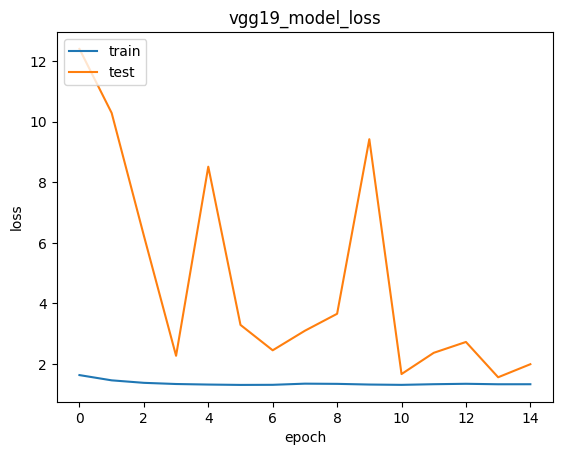 vgg19_model_loss
train
test
12
10
8
6
4
2
loss
0 2 4 6 8 10 12 14
epoch